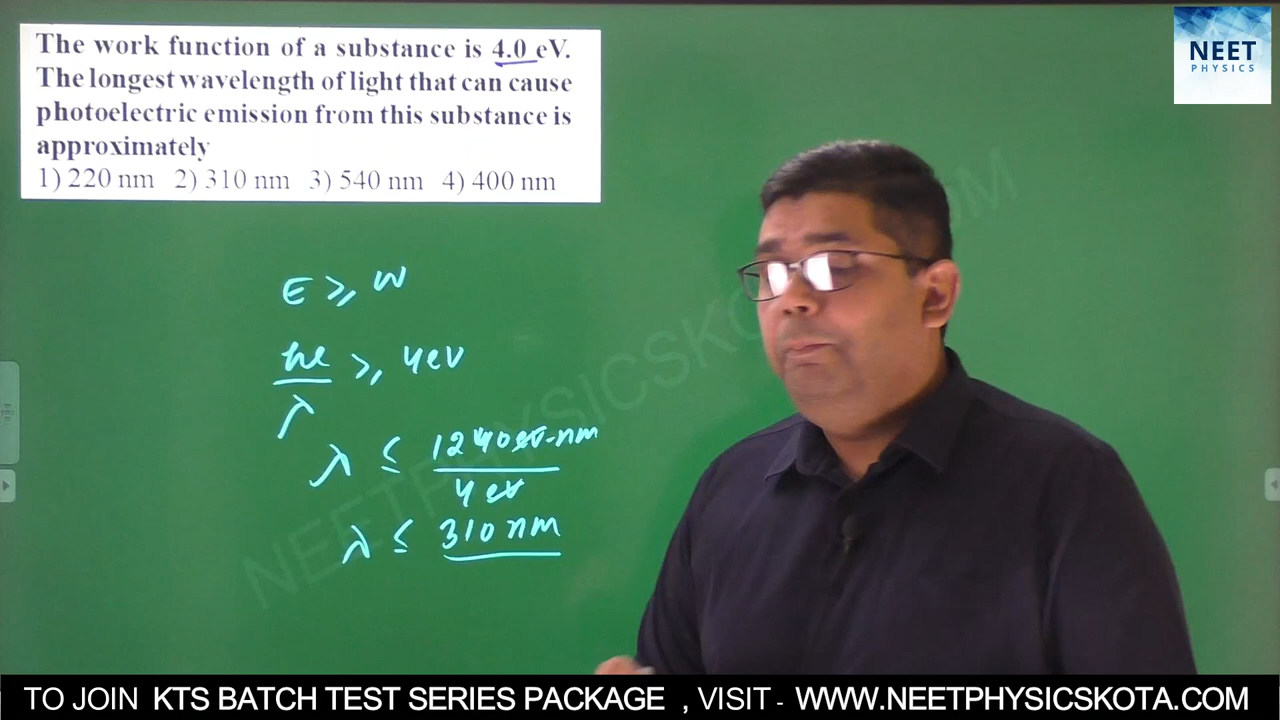 The work function of a substance is 4.0 eV.
The longest wavelength of light that can cause
photoelectric emission from this substance is
approximately
1) 220 nm 2) 310 nm 3) 540 nm 4) 400 nm
NEET
PHYSICS
E ≥ W
hc/λ ≥ 4eV
λ ≤ 1240ev-nm/4ev
λ ≤ 310 nm
NEETPHYSICSKOTA.COM
TO JOIN KTS BATCH TEST SERIES PACKAGE , VISIT - WWW.NEETPHYSICSKOTA.COM